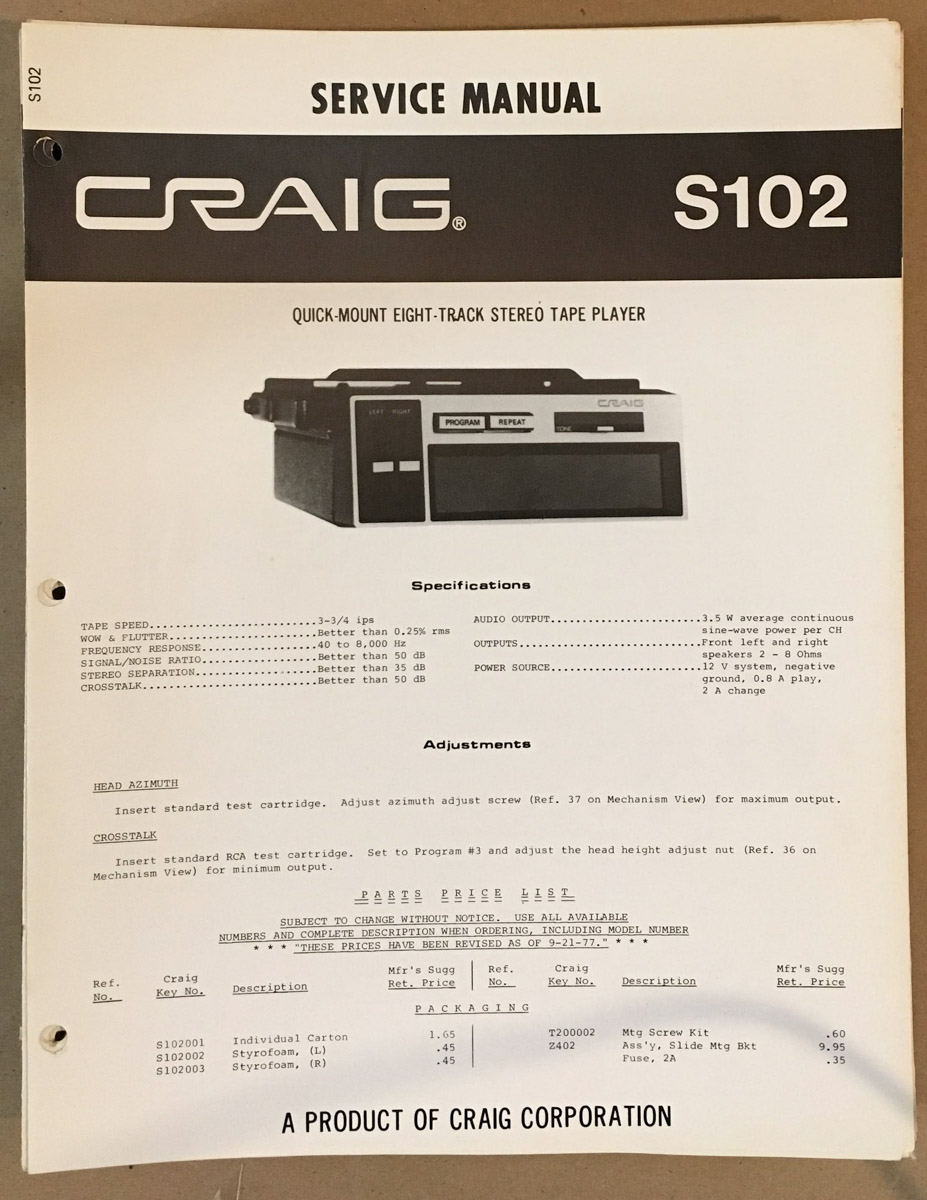 S102
SERVICE MANUAL
CRAIG® S102
QUICK-MOUNT EIGHT-TRACK STEREO TAPE PLAYER
LEFT RIGHT
PROGRAM REPEAT
CRAIG
TONE
Specifications
TAPE SPEED.......................3-3/4 ips
WOW & FLUTTER....................Better than 0.25% rms
FREQUENCY RESPONSE...............40 to 8,000 Hz
SIGNAL/NOISE RATIO...............Better than 50 dB
STEREO SEPARATION................Better than 35 dB
CROSSTALK........................Better than 50 dB
AUDIO OUTPUT.....................3.5 W average continuous
sine-wave power per CH
OUTPUTS..........................Front left and right
speakers 2 - 8 Ohms
POWER SOURCE.....................12 V system, negative
ground, 0.8 A play,
2 A change
Adjustments
HEAD AZIMUTH
Insert standard test cartridge. Adjust azimuth adjust screw (Ref. 37 on Mechanism View) for maximum output.
CROSSTALK
Insert standard RCA test cartridge. Set to Program #3 and adjust the head height adjust nut (Ref. 36 on
Mechanism View) for minimum output.
PARTS PRICE LIST
SUBJECT TO CHANGE WITHOUT NOTICE. USE ALL AVAILABLE
NUMBERS AND COMPLETE DESCRIPTION WHEN ORDERING, INCLUDING MODEL NUMBER
* * * "THESE PRICES HAVE BEEN REVISED AS OF 9-21-77." * * *
Ref. Craig Mfr's Sugg Ref. Craig Mfr's Sugg
No. Key No. Description Ret. Price No. Key No. Description Ret. Price
PACKAGING
S102001 Individual Carton 1.65
S102002 Styrofoam, (L) .45
S102003 Styrofoam, (R) .45
T200002 Mtg Screw Kit .60
Z402 Ass'y, Slide Mtg Bkt 9.95
Fuse, 2A .35
A PRODUCT OF CRAIG CORPORATION